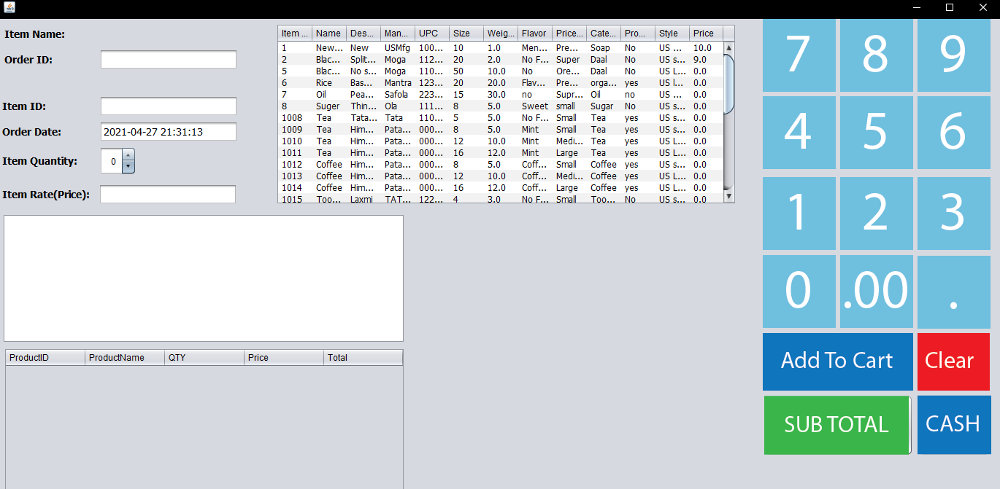 Item Name:
Order ID:
Item ID:
Order Date: 2021-04-27 21:31:13
Item Quantity: 0
Item Rate(Price):
Item ... Name Des... Man... UPC Size Weig... Flavor Price... Cate... Pro... Style Price
1 New... New USMfg 100... 10 1.0 Men... Pre... Soap No US ... 10.0
2 Blac... Split... Moga 112... 20 2.0 No F... Super Daal No US s... 9.0
5 Blac... No s... Moga 110... 50 10.0 No Ore... Daal No US L... 0.0
6 Rice Bas... Mantra 123... 20 20.0 Flav... Pre... orga... yes US l... 0.0
7 Oil Pea... Safola 223... 15 30.0 no Supr... Oil no US ... 0.0
8 Suger Thin... Ola 111... 8 5.0 Sweet small Sugar No US s... 0.0
1008 Tea Tata... Tata 110... 5 5.0 No F... Small Tea yes US s... 0.0
1009 Tea Him... Pata... 000... 8 5.0 Mint Small Tea yes US s... 0.0
1010 Tea Him... Pata... 000... 12 10.0 Mint Medi... Tea yes US L... 0.0
1011 Tea Him... Pata... 000... 16 12.0 Mint Large Tea yes US L... 0.0
1012 Coffee Him... Pata... 000... 8 5.0 Coff... Small Coffee yes US s... 0.0
1013 Coffee Him... Pata... 000... 12 10.0 Coff... Medi... Coffee yes US L... 0.0
1014 Coffee Him... Pata... 000... 16 12.0 Coff... Large Coffee yes US L... 0.0
1015 Too... Laxmi TAT... 122... 4 3.0 No F... Small Too... No US s... 0.0
ProductID ProductName QTY Price Total
7 8 9
4 5 6
1 2 3
0 .00 .
Add To Cart Clear
SUB TOTAL CASH